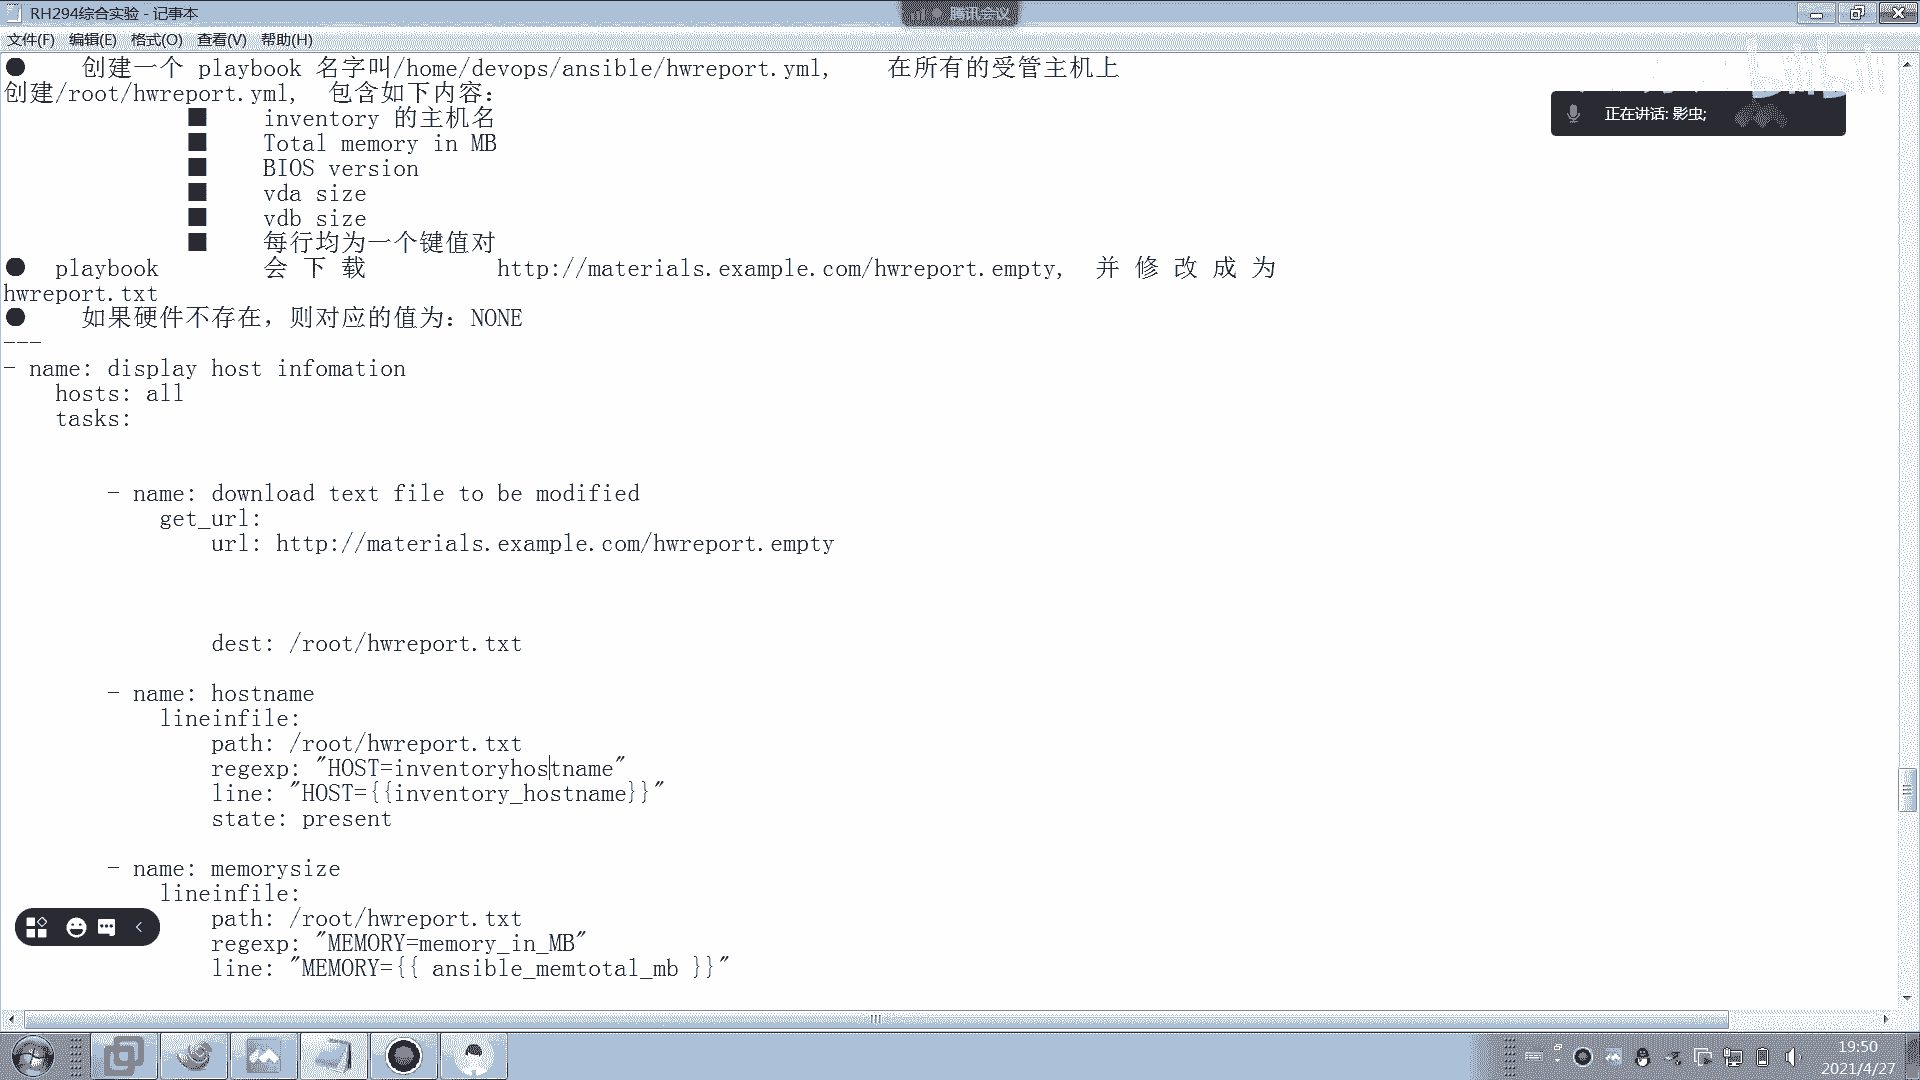 RH294综合实验 - 记事本
腾讯会议
文件(F) 编辑(E) 格式(O) 查看(V) 帮助(H)
● 创建一个 playbook 名字叫/home/devops/ansible/hwreport.yml, 在所有的受管主机上
创建/root/hwreport.yml, 包含如下内容:
■ inventory 的主机名
■ Total memory in MB
■ BIOS version
■ vda size
■ vdb size
■ 每行均为一个键值对
● playbook 会 下 载 http://materials.example.com/hwreport.empty, 并 修 改 成 为
hwreport.txt
● 如果硬件不存在，则对应的值为：NONE
---
- name: display host infomation
hosts: all
tasks:
- name: download text file to be modified
get_url:
url: http://materials.example.com/hwreport.empty
dest: /root/hwreport.txt
- name: hostname
lineinfile:
path: /root/hwreport.txt
regexp: "HOST=inventoryhostname"
line: "HOST={{inventory_hostname}}"
state: present
- name: memorysize
lineinfile:
path: /root/hwreport.txt
regexp: "MEMORY=memory_in_MB"
line: "MEMORY={{ ansible_memtotal_mb }}"
bilibili
正在讲话: 影虫;
19:50
2021/4/27